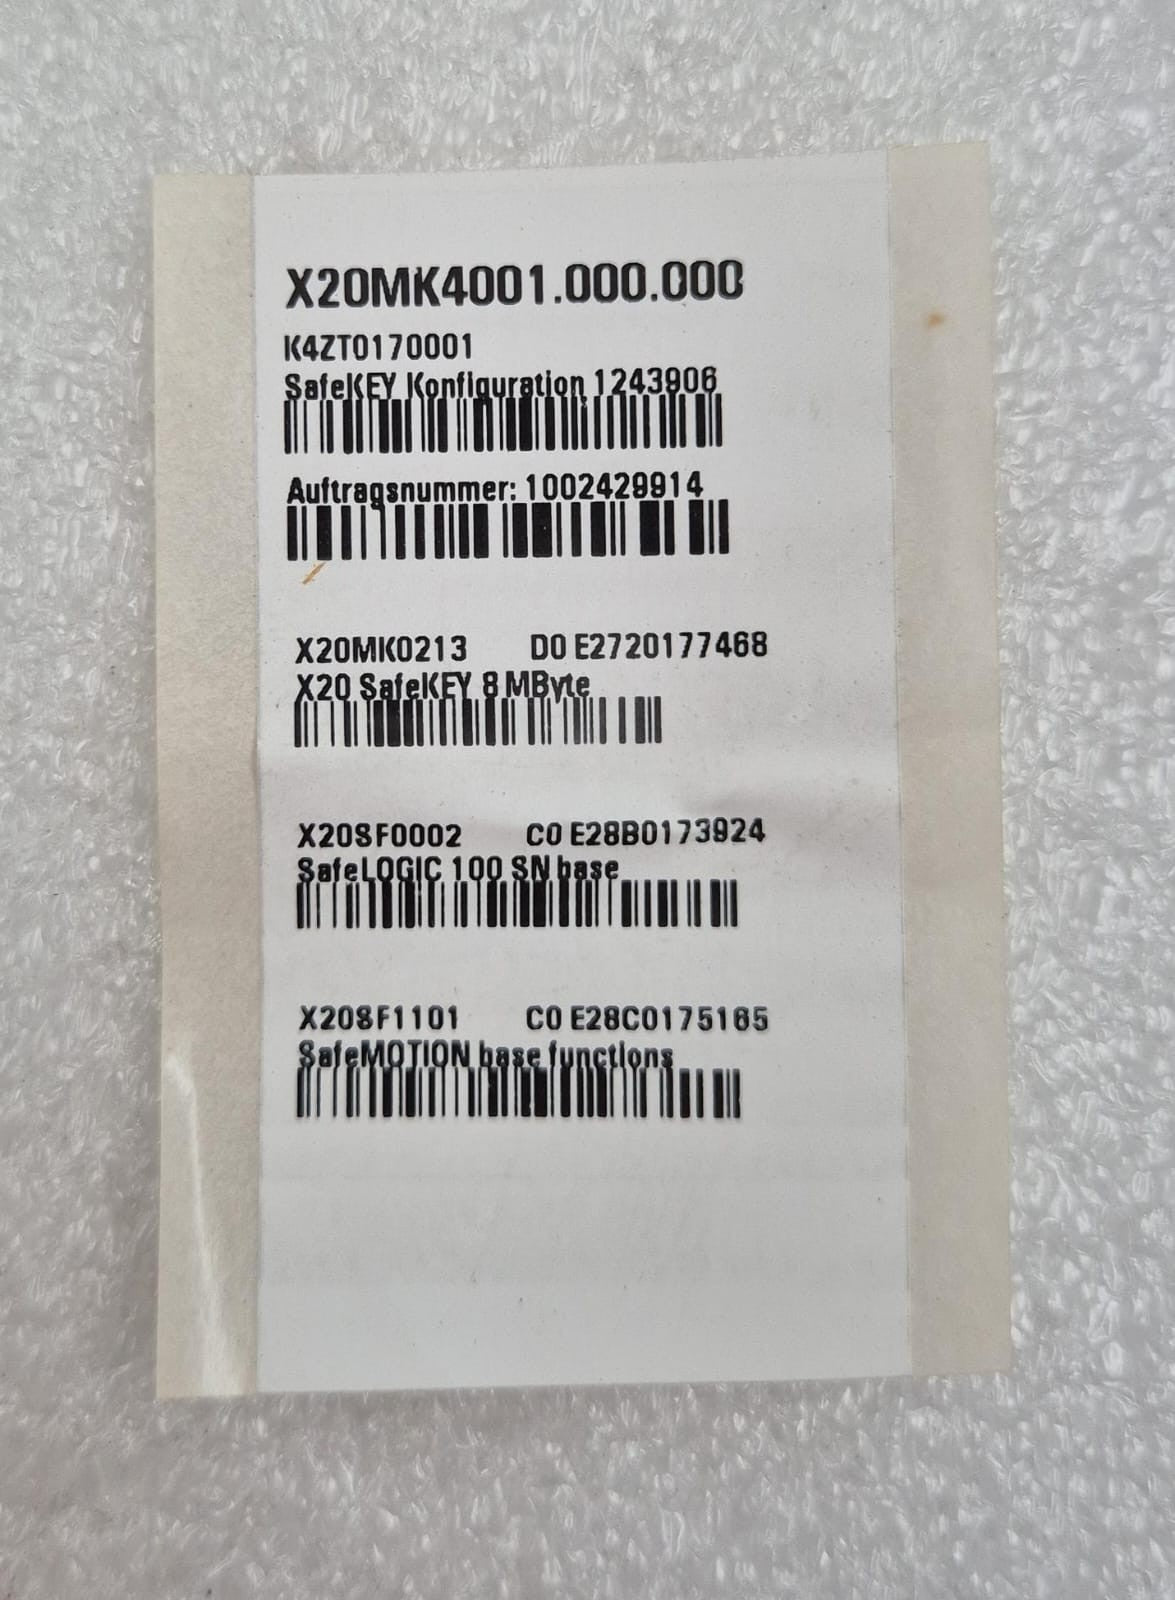 X20MK4001.000.000
K4ZT0170001
SafeKEY Konfiguration 1243906
Auftragsnummer: 1002429914
X20MK0213 D0 E2720177468
X20 SafeKEY 8 MByte
X20SF0002 C0 E28B0173924
SafeLOGIC 100 SN base
X20SF1101 C0 E28C0175165
SafeMOTION base functions